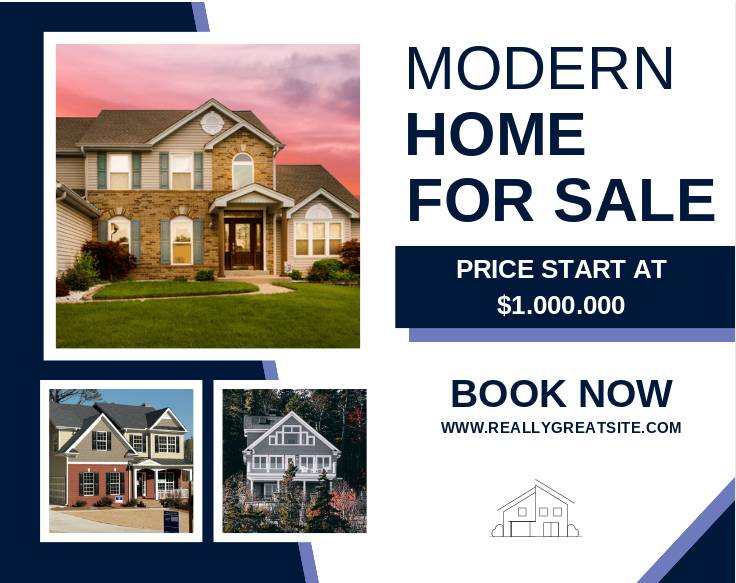 MODERN
HOME
FOR SALE
PRICE START AT
$1.000.000
BOOK NOW
WWW.REALLYGREATSITE.COM